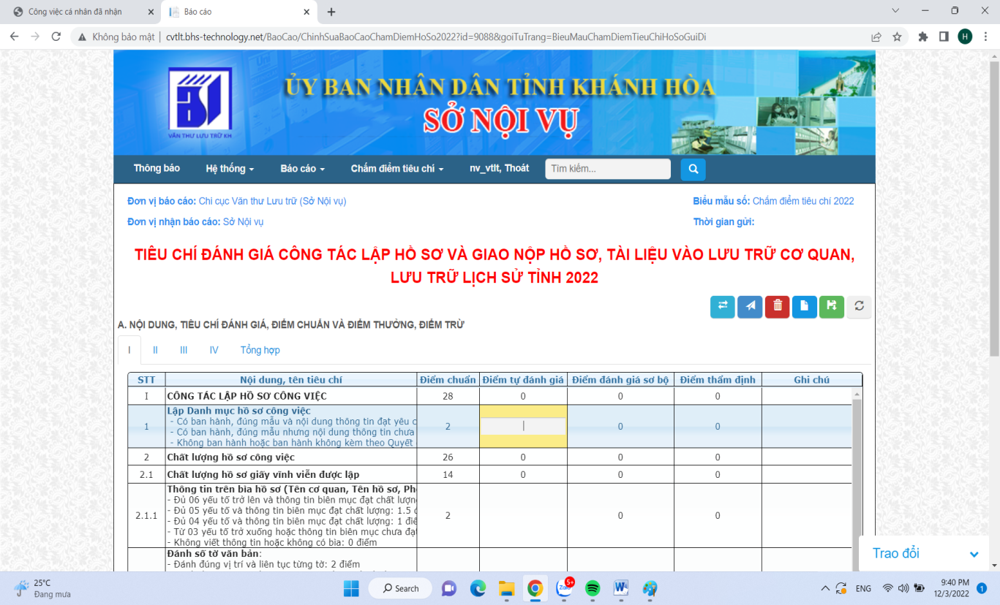 Công việc cá nhân đã nhận
Báo cáo
Không bảo mật | cvtlt.bhs-technology.net/BaoCao/ChinhSuaBaoCaoChamDiemHoSo2022?id=9088&goiTuTrang=BieuMauChamDiemTieuChiHoSoGuiDi
H
ỦY BAN NHÂN DÂN TỈNH KHÁNH HÒA
SỞ NỘI VỤ
VĂN THƯ LƯU TRỮ KH
Thông báo Hệ thống Báo cáo Chấm điểm tiêu chí nv_vtlt, Thoát Tìm kiếm...
Đơn vị báo cáo: Chi cục Văn thư Lưu trữ (Sở Nội vụ) Biểu mẫu số: Chấm điểm tiêu chí 2022
Đơn vị nhận báo cáo: Sở Nội vụ Thời gian gửi:
TIÊU CHÍ ĐÁNH GIÁ CÔNG TÁC LẬP HỒ SƠ VÀ GIAO NỘP HỒ SƠ, TÀI LIỆU VÀO LƯU TRỮ CƠ QUAN,
LƯU TRỮ LỊCH SỬ TỈNH 2022
A. NỘI DUNG, TIÊU CHÍ ĐÁNH GIÁ, ĐIỂM CHUẨN VÀ ĐIỂM THƯỞNG, ĐIỂM TRỪ
I II III IV Tổng hợp
STT Nội dung, tên tiêu chí Điểm chuẩn Điểm tự đánh giá Điểm đánh giá sơ bộ Điểm thẩm định Ghi chú
I CÔNG TÁC LẬP HỒ SƠ CÔNG VIỆC 28 0 0 0
Lập Danh mục hồ sơ công việc
- Có ban hành, đúng mẫu và nội dung thông tin đạt yêu c
1 - Có ban hành, đúng mẫu nhưng nội dung thông tin chưa 2 0 0
- Không ban hành hoặc ban hành không kèm theo Quyết
2 Chất lượng hồ sơ công việc 26 0 0 0
2.1 Chất lượng hồ sơ giấy vĩnh viễn được lập 14 0 0 0
Thông tin trên bìa hồ sơ (Tên cơ quan, Tên hồ sơ, Ph
- Đủ 06 yếu tố trở lên và thông tin biên mục đạt chất lượn
- Đủ 05 yếu tố và thông tin biên mục đạt chất lượng: 1.5 đ
2.1.1 2 0 0
- Đủ 04 yếu tố và thông tin biên mục đạt chất lượng: 1 điể
- Từ 03 yếu tố trở xuống hoặc thông tin biên mục chưa đạt
- Không viết thông tin hoặc không có bìa: 0 điểm
Đánh số tờ văn bản:
- Đánh đúng vị trí và liên tục từng tờ: 2 điểm
Trao đổi
25°C
Đang mưa
Search
Zalo
5+
ENG
9:40 PM
12/3/2022
1